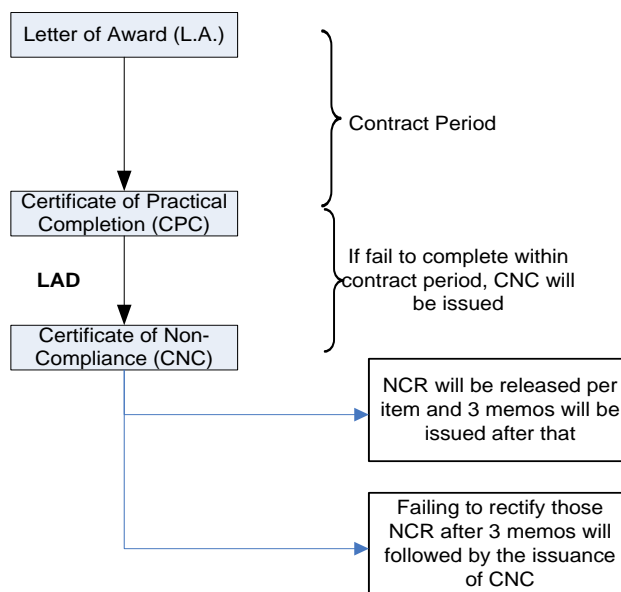 Letter of Award (L.A.)
Contract Period
Certificate of Practical
Completion (CPC)
LAD
If fail to complete within
contract period, CNC will
be issued
Certificate of Non-
Compliance (CNC)
NCR will be released per
item and 3 memos will be
issued after that
Failing to rectify those
NCR after 3 memos will
followed by the issuance
of CNC